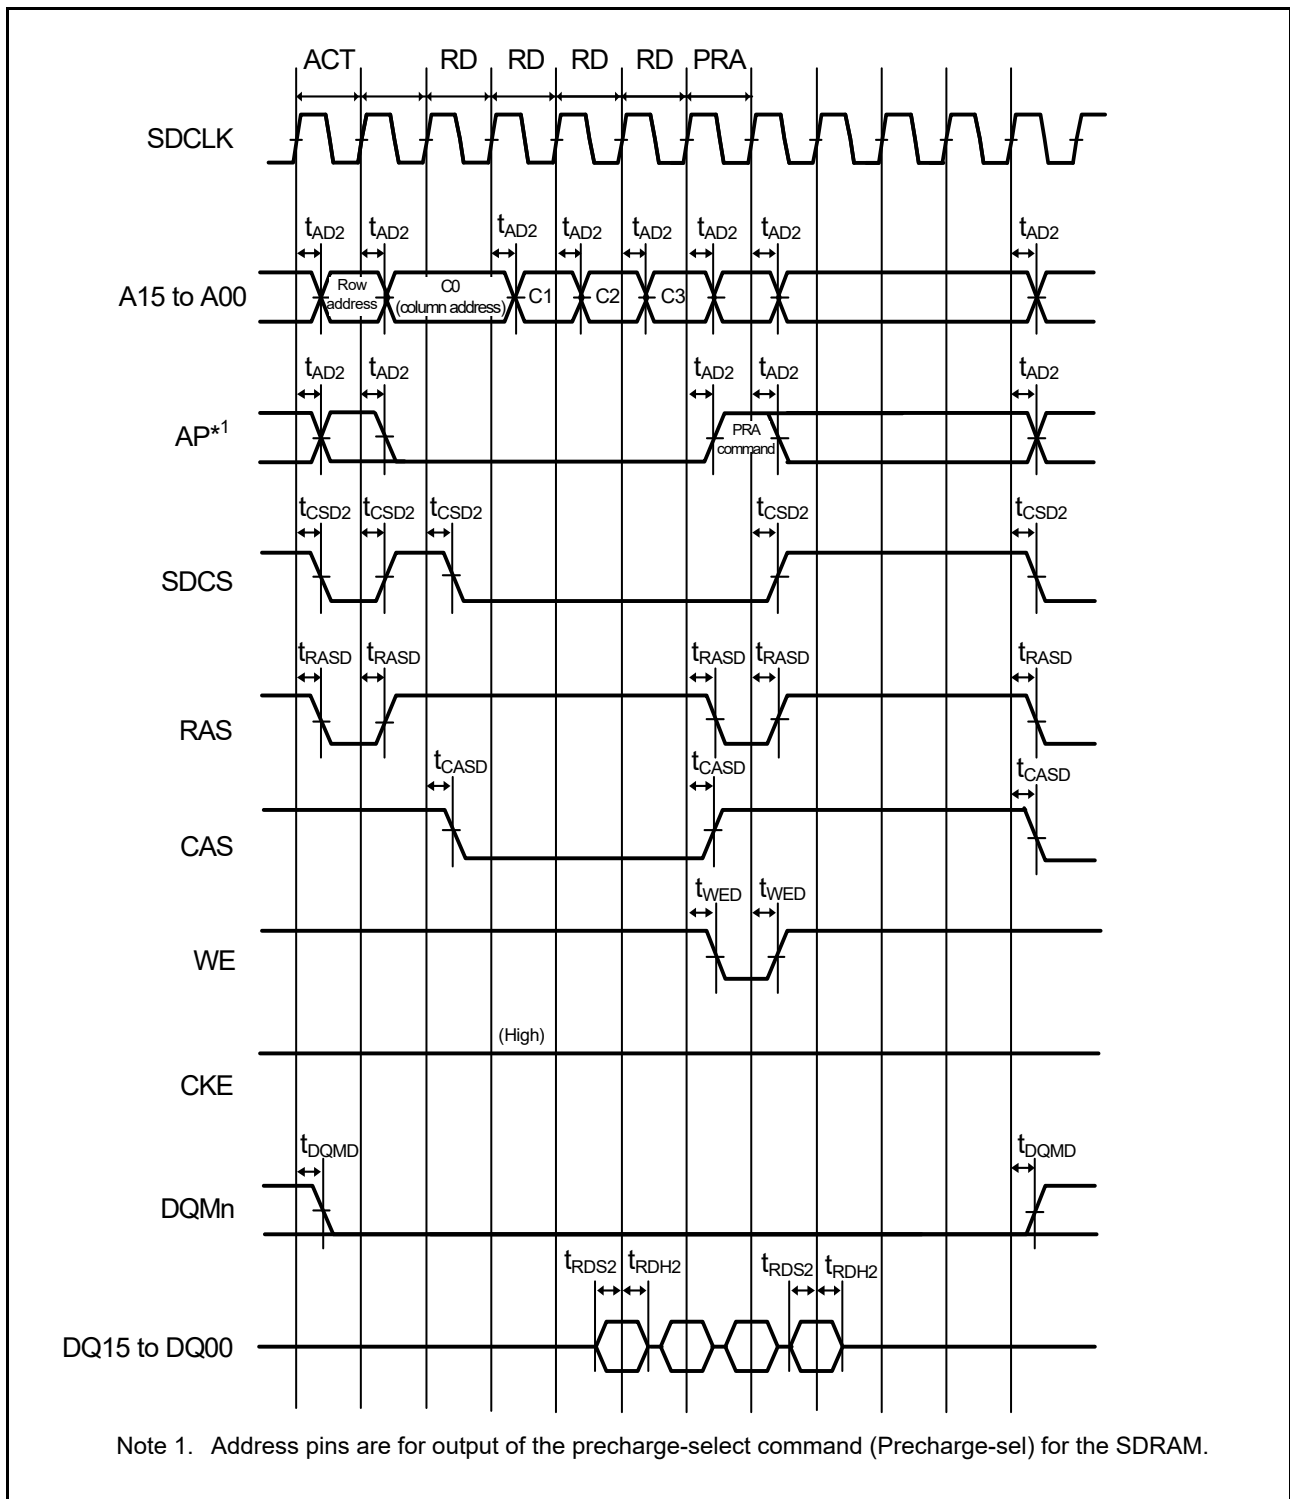 ACT RD RD RD RD PRA
SDCLK
tAD2 tAD2 tAD2 tAD2 tAD2 tAD2 tAD2 tAD2
A15 to A00
Row address
C0 (column address)
C1 C2 C3
tAD2 tAD2 tAD2 tAD2 tAD2
AP*1
PRA command
tCSD2 tCSD2 tCSD2 tCSD2 tCSD2
SDCS
tRASD tRASD tRASD tRASD tRASD
RAS
tCASD tCASD tCASD
CAS
tWED tWED
WE
(High)
CKE
tDQMD tDQMD
DQMn
tRDS2 tRDH2 tRDS2 tRDH2
DQ15 to DQ00
Note 1. Address pins are for output of the precharge-select command (Precharge-sel) for the SDRAM.